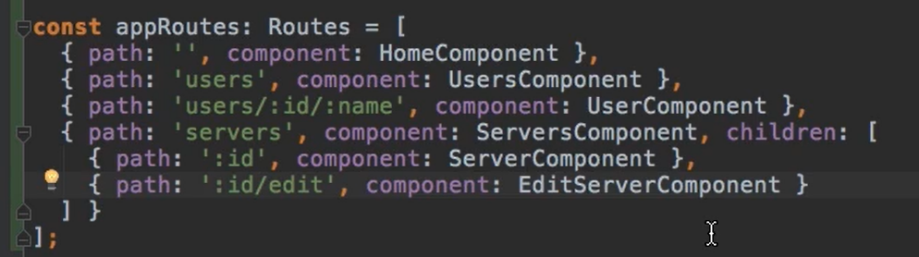 const appRoutes: Routes = [
  { path: '', component: HomeComponent },
  { path: 'users', component: UsersComponent },
  { path: 'users/:id/:name', component: UserComponent },
  { path: 'servers', component: ServersComponent, children: [
    { path: ':id', component: ServerComponent },
    { path: ':id/edit', component: EditServerComponent }
  ] }
];